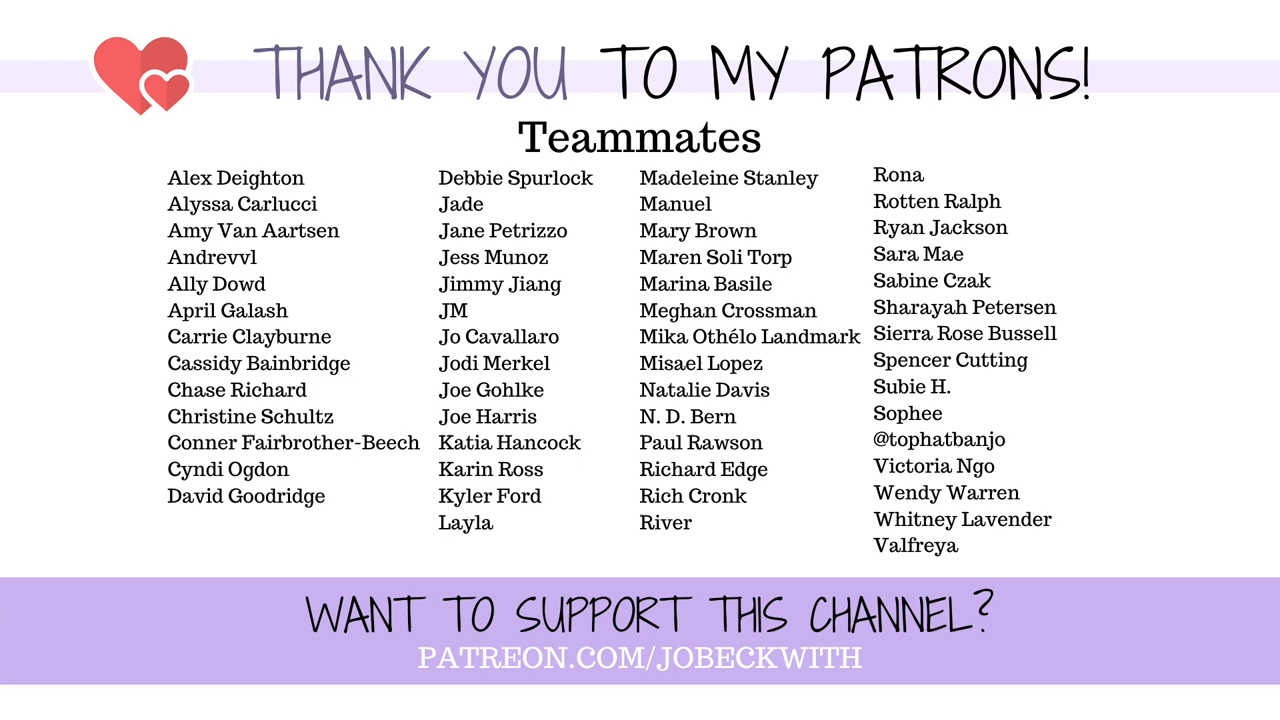 THANK YOU TO MY PATRONS!
Teammates
Alex Deighton
Alyssa Carlucci
Amy Van Aartsen
Andrevvl
Ally Dowd
April Galash
Carrie Clayburne
Cassidy Bainbridge
Chase Richard
Christine Schultz
Conner Fairbrother-Beech
Cyndi Ogdon
David Goodridge
Debbie Spurlock
Jade
Jane Petrizzo
Jess Munoz
Jimmy Jiang
JM
Jo Cavallaro
Jodi Merkel
Joe Gohlke
Joe Harris
Katia Hancock
Karin Ross
Kyler Ford
Layla
Madeleine Stanley
Manuel
Mary Brown
Maren Soli Torp
Marina Basile
Meghan Crossman
Mika Othélo Landmark
Misael Lopez
Natalie Davis
N. D. Bern
Paul Rawson
Richard Edge
Rich Cronk
River
Rona
Rotten Ralph
Ryan Jackson
Sara Mae
Sabine Czak
Sharayah Petersen
Sierra Rose Bussell
Spencer Cutting
Subie H.
Sophee
@tophatbanjo
Victoria Ngo
Wendy Warren
Whitney Lavender
Valfreya
WANT TO SUPPORT THIS CHANNEL?
PATREON.COM/JOBECKWITH